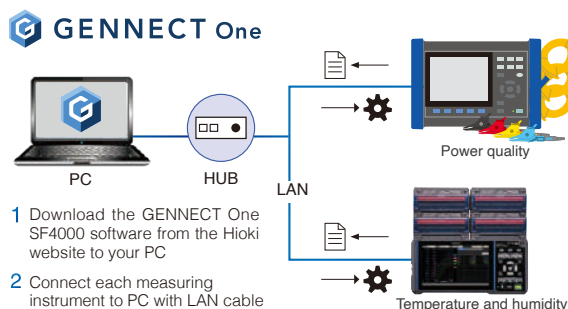 GENNECT One
Power quality
PC
HUB
LAN
1 Download the GENNECT One
SF4000 software from the Hioki
website to your PC
2 Connect each measuring
instrument to PC with LAN cable
Temperature and humidity